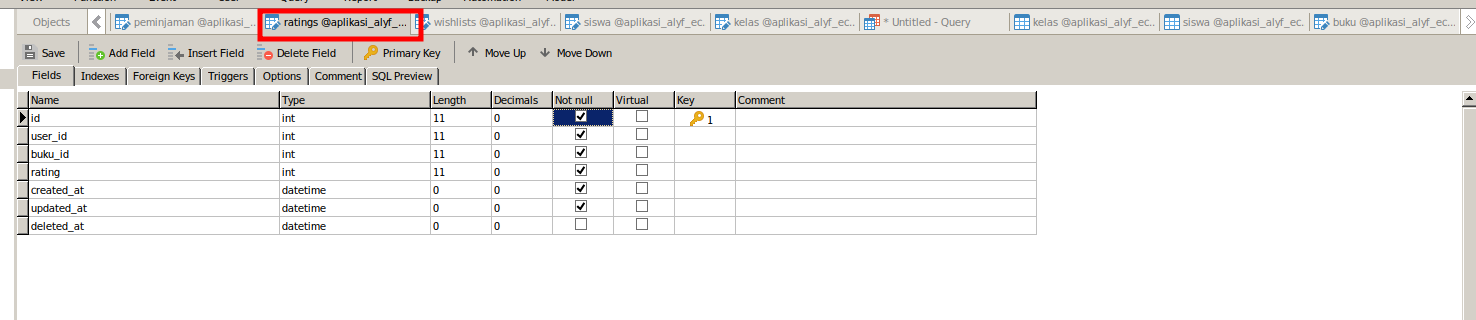 Objects peminjaman @aplikasi_... ratings @aplikasi_alyf_... wishlists @aplikasi_alyf... siswa @aplikasi_alyf_ec... kelas @aplikasi_alyf_ec... * Untitled - Query kelas @aplikasi_alyf_ec... siswa @aplikasi_alyf_ec... buku @aplikasi_alyf_ec...
Save Add Field Insert Field Delete Field Primary Key Move Up Move Down
Fields Indexes Foreign Keys Triggers Options Comment SQL Preview
Name Type Length Decimals Not null Virtual Key Comment
id int 11 0 1
user_id int 11 0
buku_id int 11 0
rating int 11 0
created_at datetime 0 0
updated_at datetime 0 0
deleted_at datetime 0 0